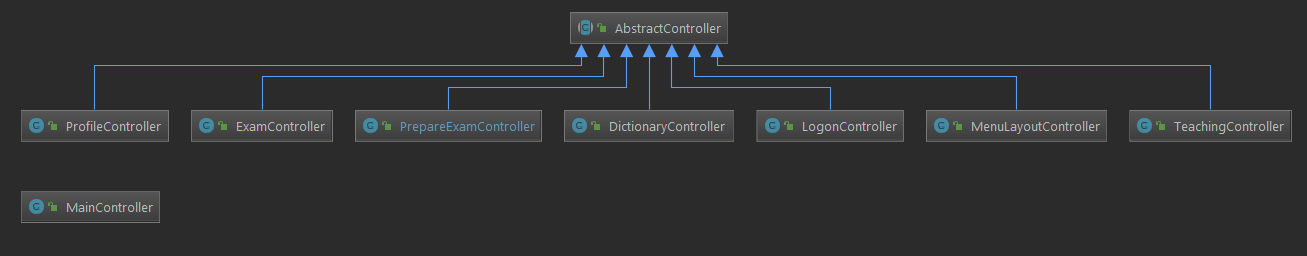 AbstractController
ProfileController
ExamController
PrepareExamController
DictionaryController
LogonController
MenuLayoutController
TeachingController
MainController